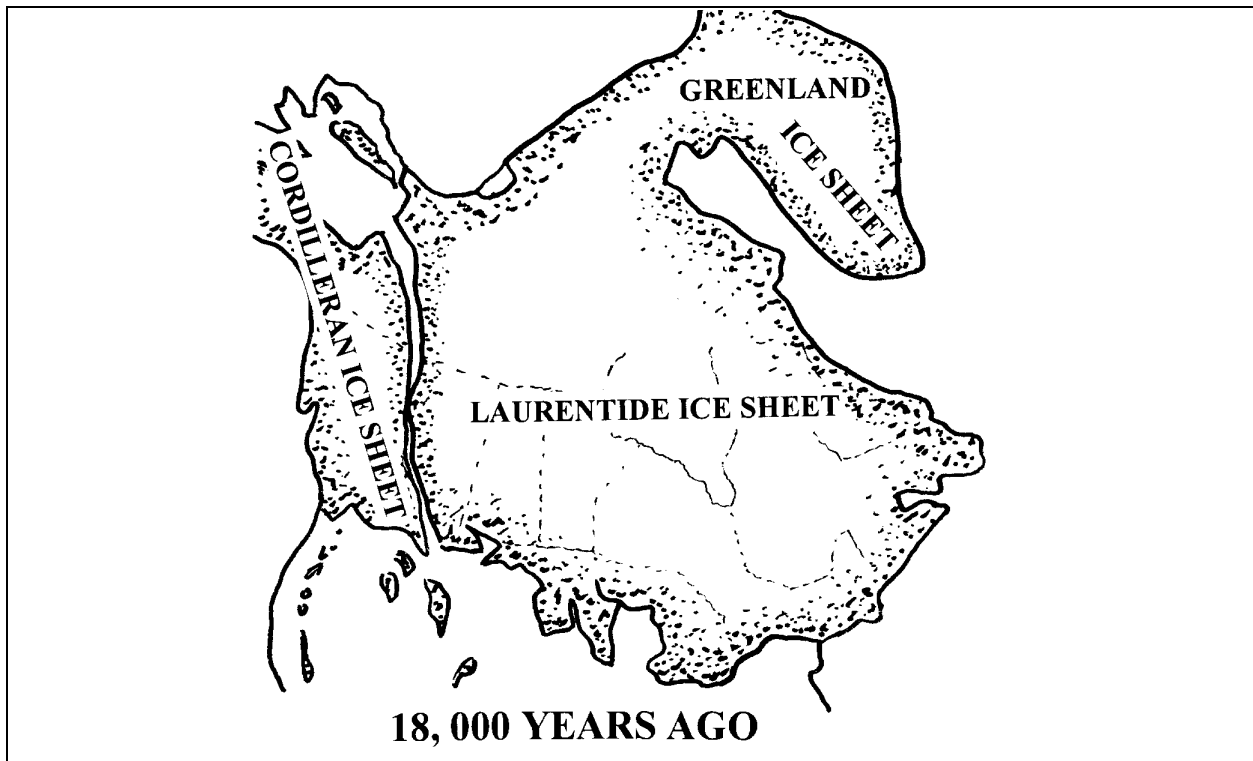 GREENLAND
ICE SHEET
CORDILLERAN ICE SHEET
LAURENTIDE ICE SHEET
18, 000 YEARS AGO